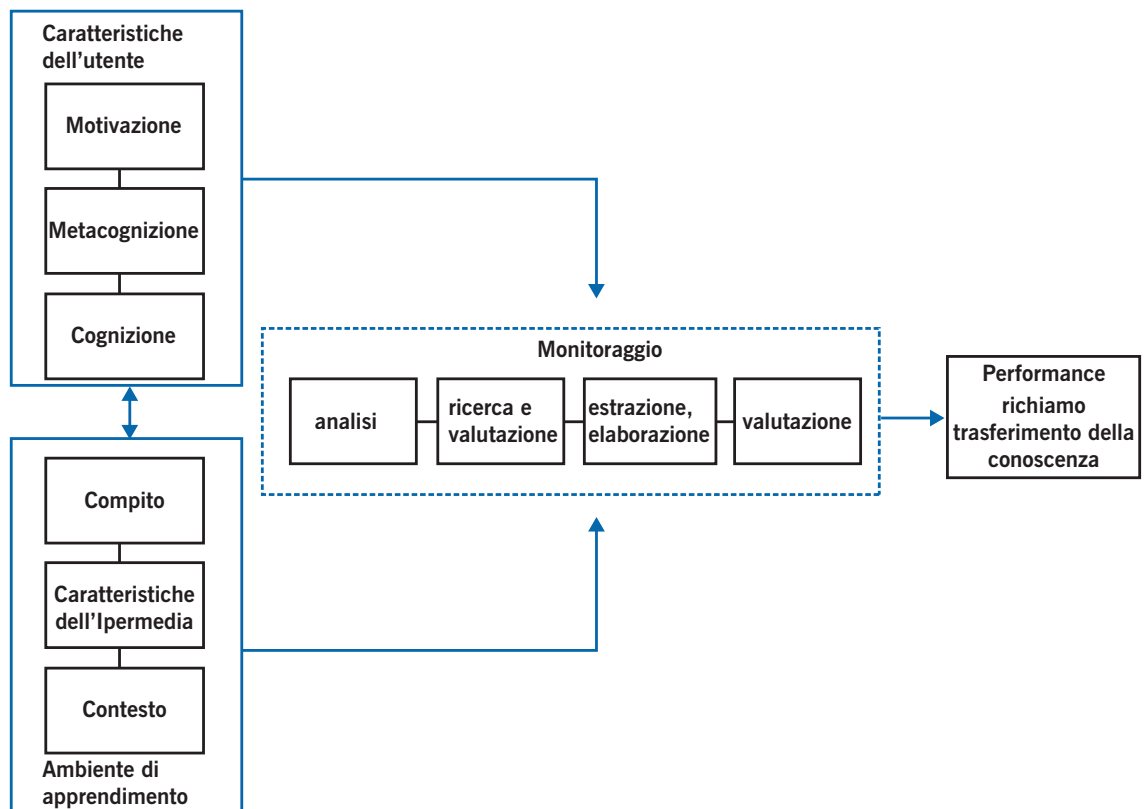 Caratteristiche
dell'utente
Motivazione
Metacognizione
Cognizione
Compito
Caratteristiche
dell'Ipermedia
Contesto
Ambiente di
apprendimento
Monitoraggio
analisi
ricerca e
valutazione
estrazione,
elaborazione
valutazione
Performance
richiamo
trasferimento della
conoscenza